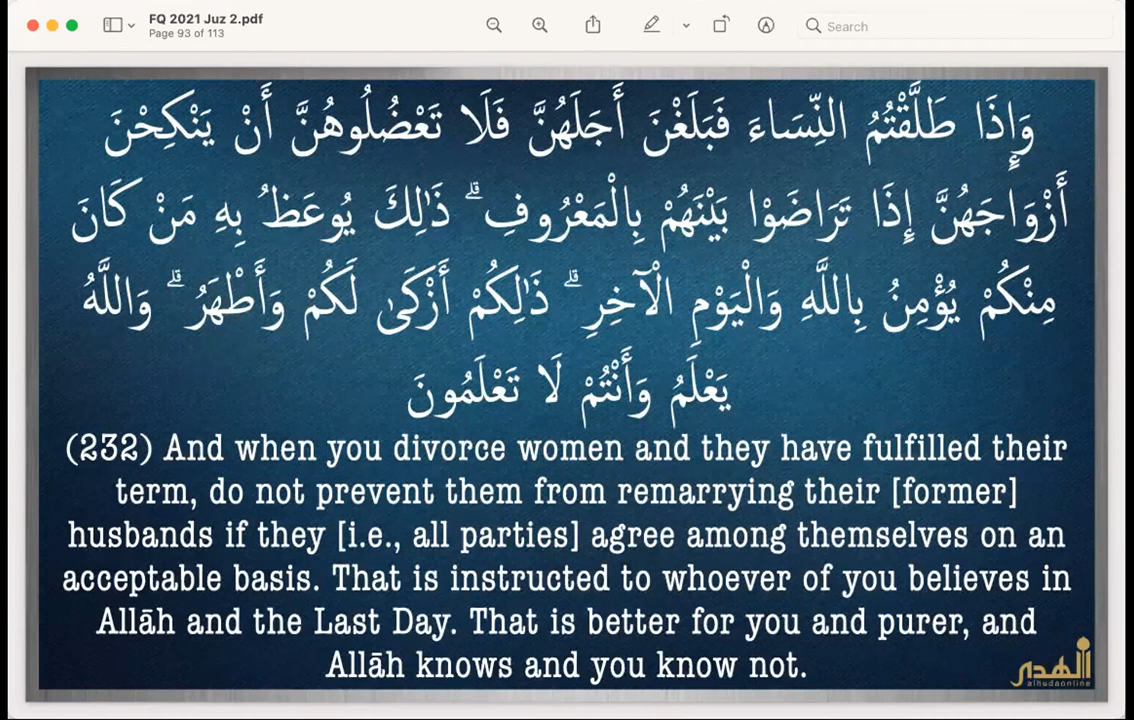 FQ 2021 Juz 2.pdf
Page 93 of 113
Search
وَإِذَا طَلَّقْتُمُ النِّسَاءَ فَبَلَغْنَ أَجَلَهُنَّ فَلَا تَعْضُلُوهُنَّ أَنْ يَنْكِحْنَ
أَزْوَاجَهُنَّ إِذَا تَرَاضَوْا بَيْنَهُمْ بِالْمَعْرُوفِ ۗ ذَٰلِكَ يُوعَظُ بِهِ مَنْ كَانَ
مِنْكُمْ يُؤْمِنُ بِاللَّهِ وَالْيَوْمِ الْآخِرِ ۗ ذَٰلِكُمْ أَزْكَىٰ لَكُمْ وَأَطْهَرُ ۗ وَاللَّهُ
يَعْلَمُ وَأَنْتُمْ لَا تَعْلَمُونَ
(232) And when you divorce women and they have fulfilled their
term, do not prevent them from remarrying their [former]
husbands if they [i.e., all parties] agree among themselves on an
acceptable basis. That is instructed to whoever of you believes in
Allāh and the Last Day. That is better for you and purer, and
Allāh knows and you know not.
الهدى
alhudaonline